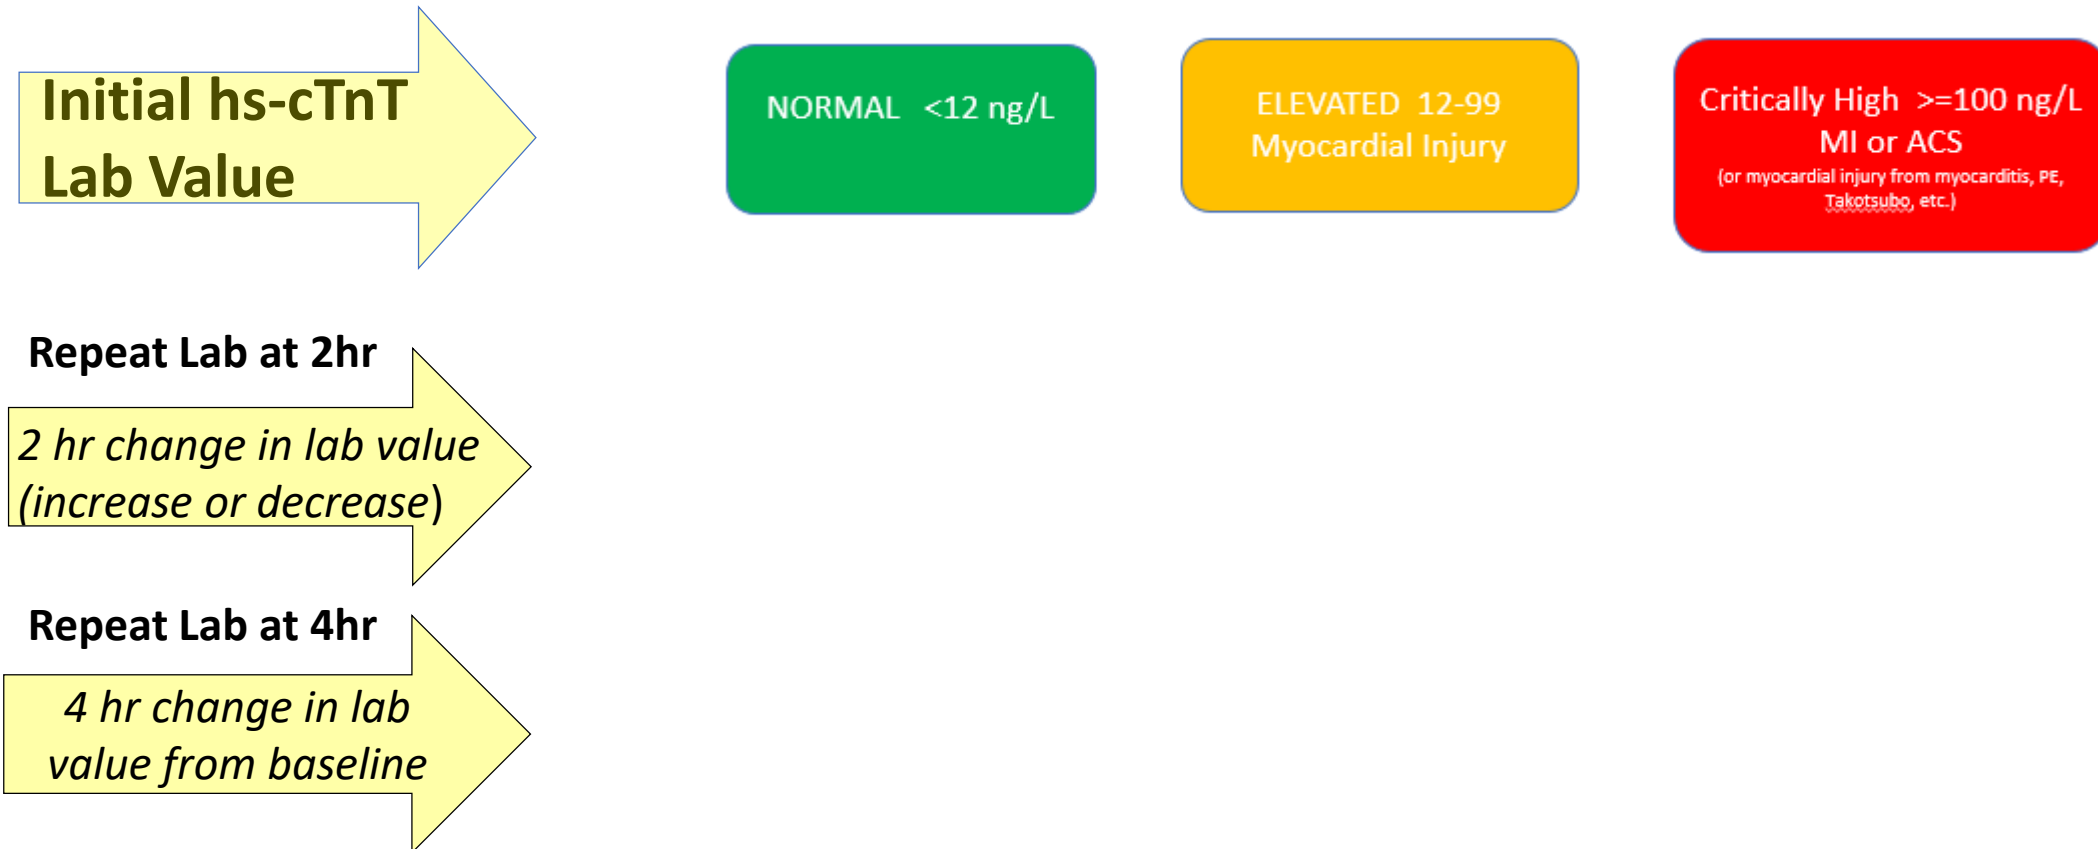 Initial hs-cTnT
Lab Value
NORMAL <12 ng/L
ELEVATED 12-99
Myocardial Injury
Critically High >=100 ng/L
MI or ACS
(or myocardial injury from myocarditis, PE,
Takotsubo, etc.)
Repeat Lab at 2hr
2 hr change in lab value
(increase or decrease)
Repeat Lab at 4hr
4 hr change in lab
value from baseline